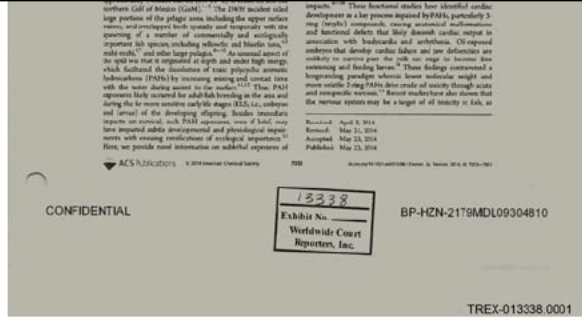 northern Gulf of Mexico (GoM). The DWH incident oiled
large portions of the pelagic zone, including the upper surface
waters, and overlapped both spatially and temporally with the
spawning of a number of commercially and ecologically
important fish species, including yellowfin and bluefin tuna,
mahi-mahi, and other large pelagics. An unusual aspect of
the spill was that it originated at depth and under high energy,
which facilitated the dissolution of toxic polycyclic aromatic
hydrocarbons (PAHs) by increasing mixing and contact time
with the water during ascent to the surface. Thus PAH
exposures likely occurred for adult fish breeding in the area and
during the far more sensitive early life stages (ELS; i.e., embryos
and larvae) of the developing offspring. Besides immediate
impacts on survival, such PAH exposures, even if brief, may
have imparted subtle developmental and physiological impair-
ments with ensuing ramifications of ecological importance.
Here, we provide novel information on sublethal exposures of
impacts. These functional studies have identified cardiac
development as a key process impaired by PAHs, particularly 3-
ring (tricyclic) compounds, causing anatomical malformations
and functional defects that likely diminish cardiac output in
association with bradycardia and arrhythmia. Oil-exposed
embryos that develop cardiac failure and jaw deformities are
unlikely to survive past the yolk sac stage to become free
swimming and feeding larvae. These findings contravened a
longstanding paradigm wherein lower molecular weight and
more volatile 2-ring PAHs drive crude oil toxicity through acute
and nonspecific narcosis. Recent studies have also shown that
the nervous system may be a target of oil toxicity in fish, as
Received: April 9, 2014
Revised: May 21, 2014
Accepted: May 23, 2014
Published: May 23, 2014
ACS Publications © 2014 American Chemical Society
CONFIDENTIAL
13338
Exhibit No.
Worldwide Court
Reporters, Inc.
BP-HZN-2179MDL09304810
TREX-013338.0001